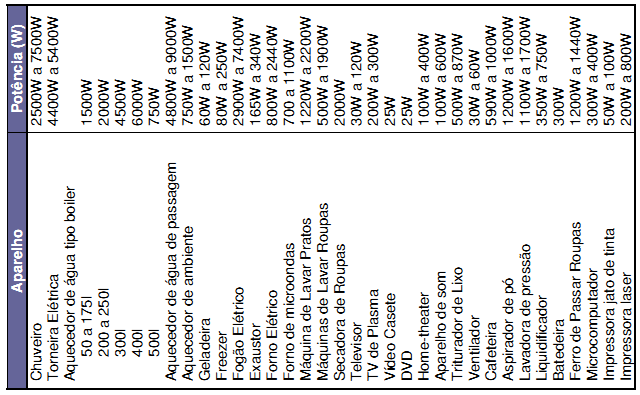 Aparelho Potência (W)
Chuveiro 2500W a 7500W
Torneira Elétrica 4400W a 5400W
Aquecedor de água tipo boiler
50 a 175l 1500W
200 a 250l 2000W
300l 4500W
400l 6000W
500l 750W
Aquecedor de água de passagem 4800W a 9000W
Aquecedor de ambiente 750W a 1500W
Geladeira 60W a 120W
Freezer 80W a 250W
Fogão Elétrico 2900W a 7400W
Exaustor 165W a 340W
Forno Elétrico 800W a 2440W
Forno de microondas 700 a 1100W
Máquina de Lavar Pratos 1220W a 2200W
Máquinas de Lavar Roupas 500W a 1900W
Secadora de Roupas 2000W
Televisor 30W a 120W
TV de Plasma 200W a 300W
Video Casete 25W
DVD 25W
Home-theater 100W a 400W
Aparelho de som 100W a 600W
Triturador de Lixo 500W a 870W
Ventilador 30W a 60W
Cafeteira 590W a 1000W
Aspirador de pó 1200W a 1600W
Lavadora de pressão 1100W a 1700W
Liquidificador 350W a 750W
Batedeira 300W
Ferro de Passar Roupas 1200W a 1440W
Microcomputador 300W a 400W
Impressora jato de tinta 50W a 100W
Impressora laser 200W a 800W